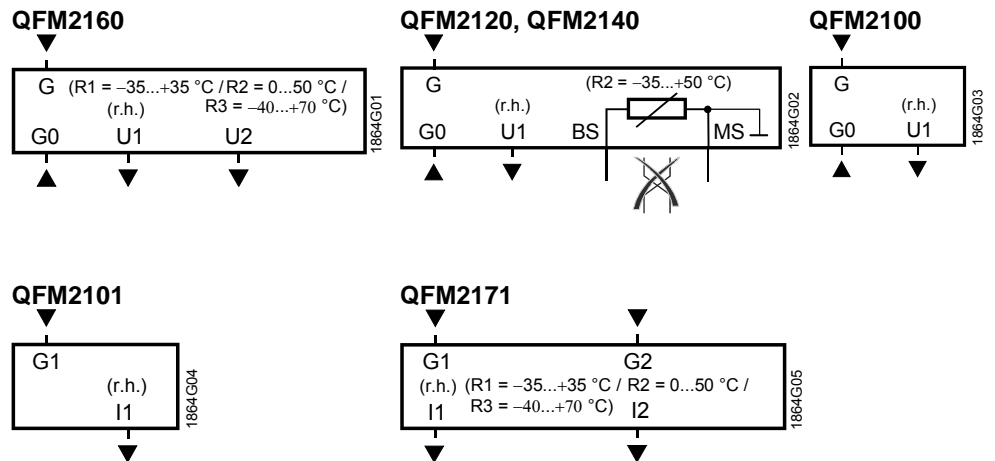 QFM2160
G (R1 = –35...+35 °C / R2 = 0...50 °C /
R3 = –40...+70 °C)
(r.h.)
G0 U1 U2
1864G01
QFM2120, QFM2140
G (R2 = –35...+50 °C)
(r.h.)
G0 U1 BS MS
1864G02
QFM2100
G
(r.h.)
G0 U1
1864G03
QFM2101
G1
(r.h.)
I1
1864G04
QFM2171
G1 G2
(r.h.) (R1 = –35...+35 °C / R2 = 0...50 °C /
R3 = –40...+70 °C)
I1 I2
1864G05